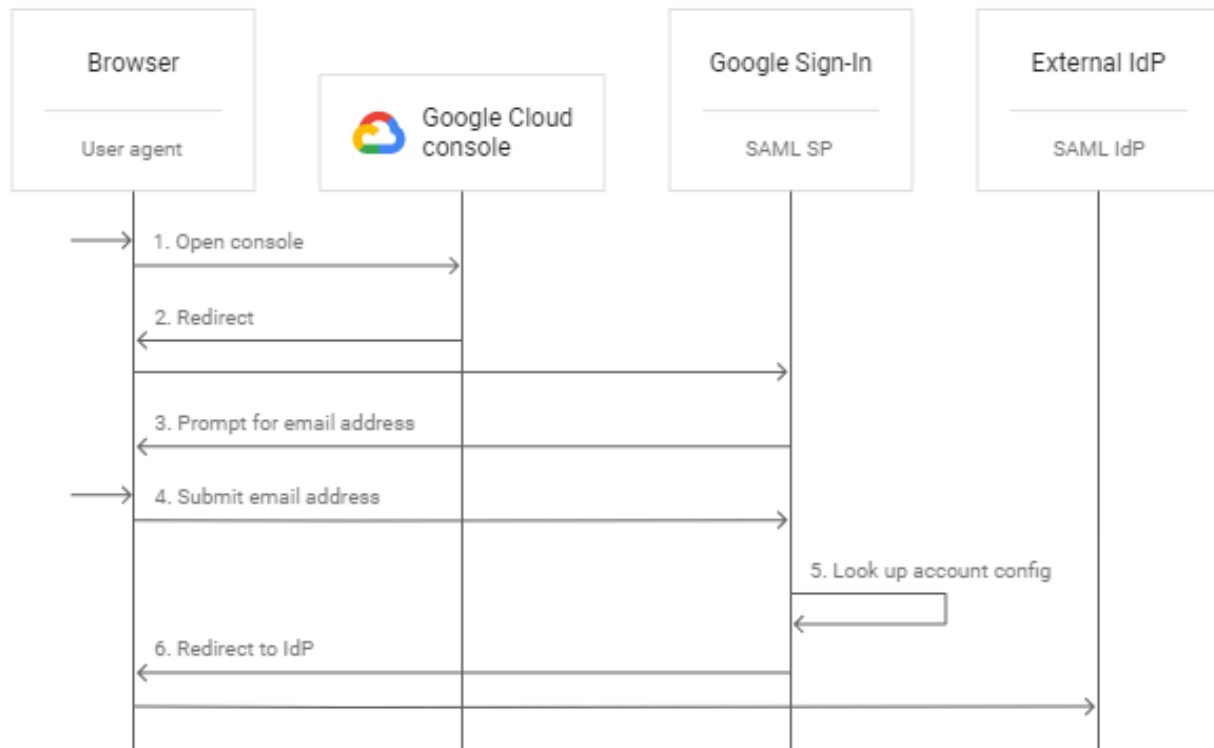 Browser
User agent
Google Cloud
console
Google Sign-In
SAML SP
External IdP
SAML IdP
1. Open console
2. Redirect
3. Prompt for email address
4. Submit email address
5. Look up account config
6. Redirect to IdP